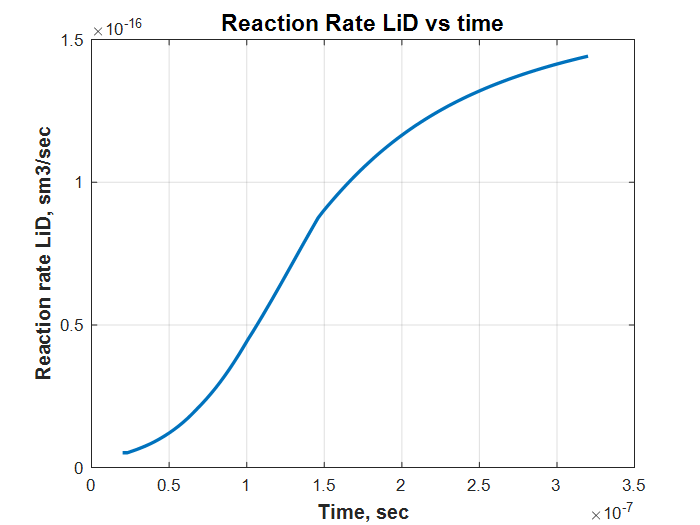 Reaction Rate LiD vs time
×10-16
1.5
1
0.5
0
Reaction rate LiD, sm3/sec
0 0.5 1 1.5 2 2.5 3 3.5
Time, sec
×10-7